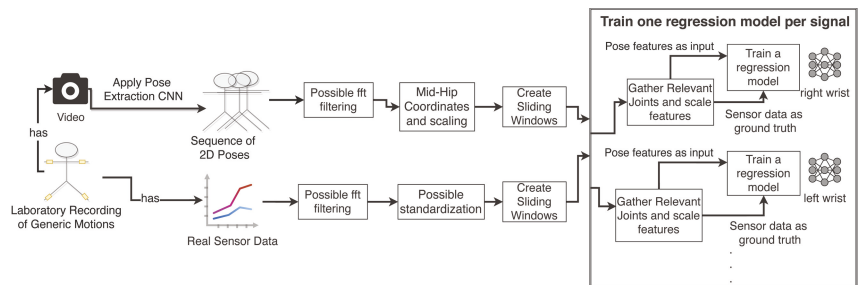 Train one regression model per signal
Pose features as input
Train a
regression
model
right wrist
Gather Relevant
Joints and scale
features
Sensor data as
ground truth
Apply Pose
Extraction CNN
Video
Sequence of
2D Poses
Possible fft
filtering
Mid-Hip
Coordinates
and scaling
Create
Sliding
Windows
has
Laboratory Recording
of Generic Motions
has
Real Sensor Data
Possible fft
filtering
Possible
standardization
Create
Sliding
Windows
Pose features as input
Train a
regression
model
left wrist
Gather Relevant
Joints and scale
features
Sensor data as
ground truth
.
.
.